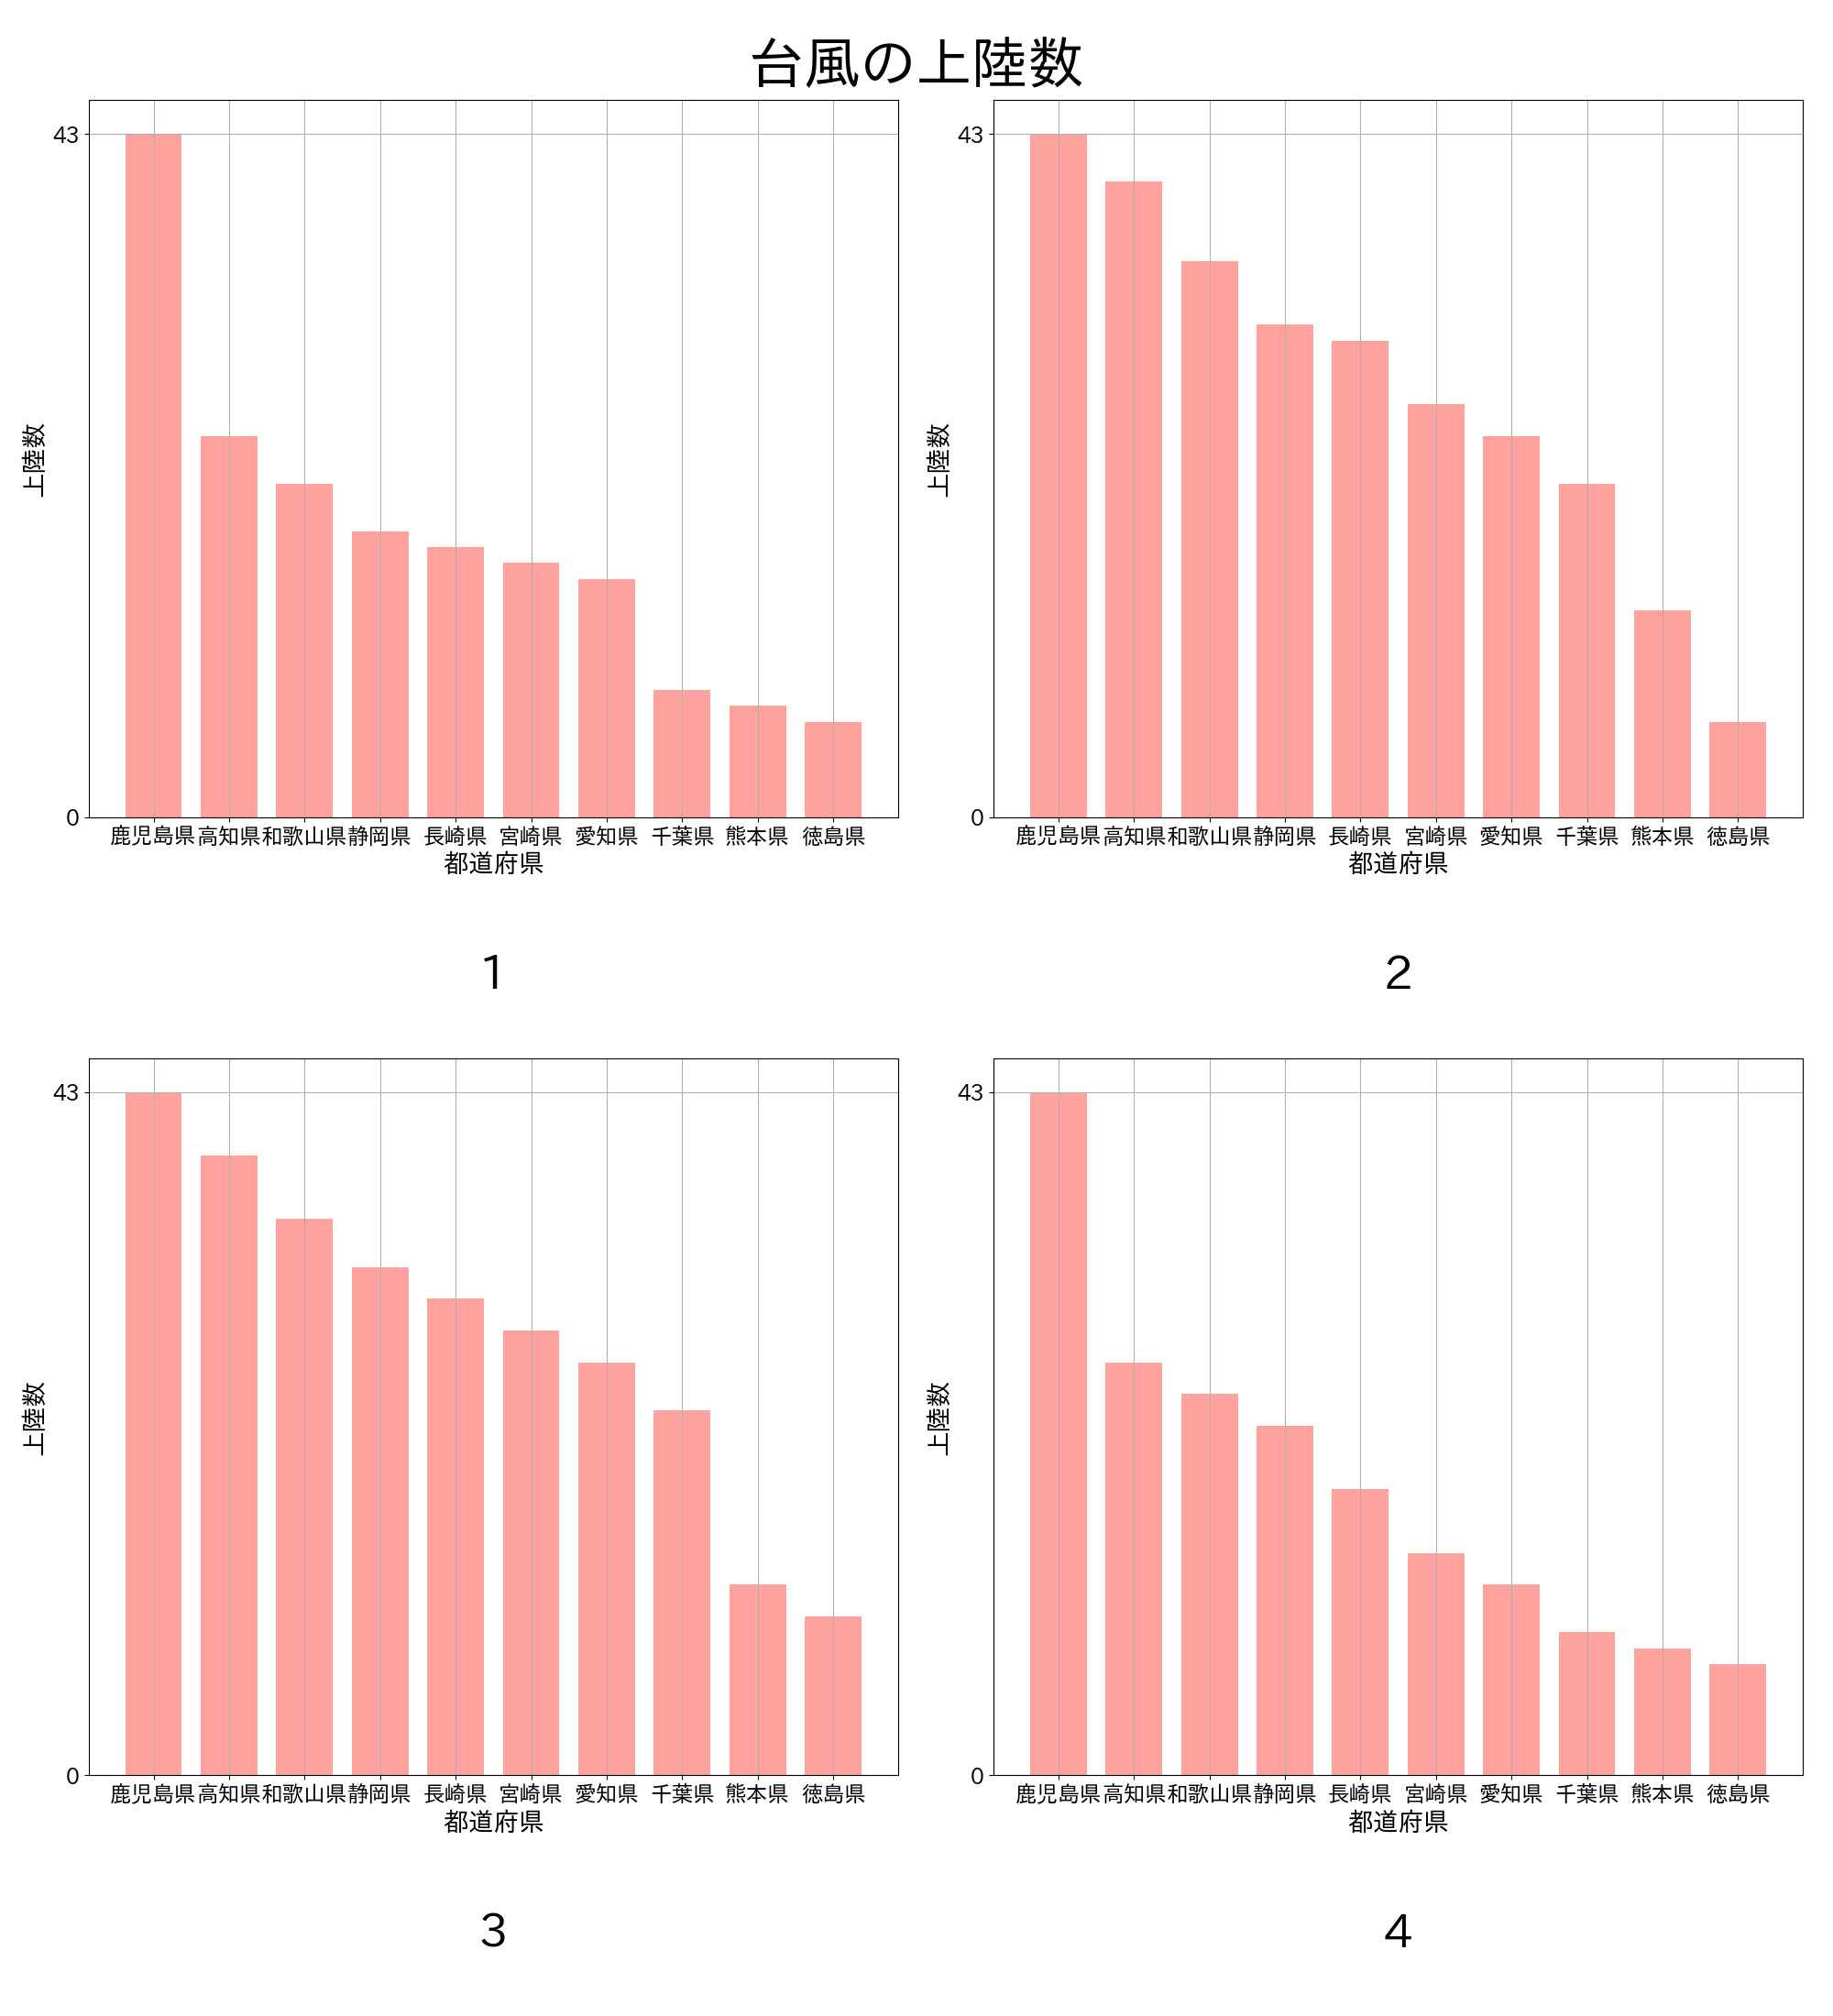 台風の上陸数
43
上陸数
0
鹿児島県 高知県 和歌山県 静岡県 長崎県 宮崎県 愛知県 千葉県 熊本県 徳島県
都道府県
1
43
上陸数
0
鹿児島県 高知県 和歌山県 静岡県 長崎県 宮崎県 愛知県 千葉県 熊本県 徳島県
都道府県
2
43
上陸数
0
鹿児島県 高知県 和歌山県 静岡県 長崎県 宮崎県 愛知県 千葉県 熊本県 徳島県
都道府県
3
43
上陸数
0
鹿児島県 高知県 和歌山県 静岡県 長崎県 宮崎県 愛知県 千葉県 熊本県 徳島県
都道府県
4